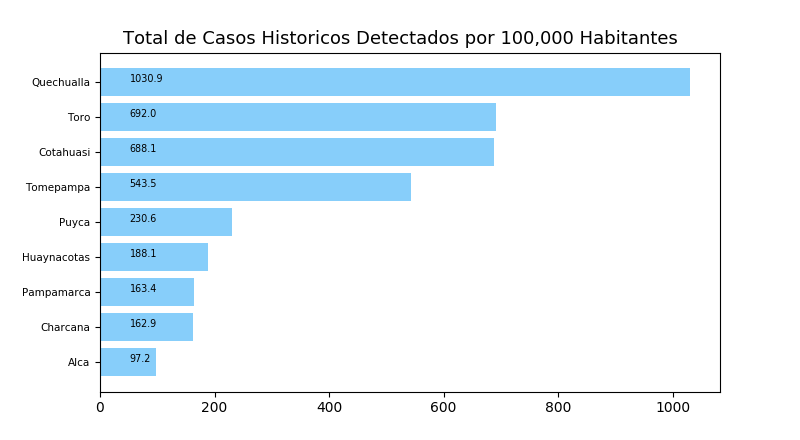 Total de Casos Historicos Detectados por 100,000 Habitantes
Quechualla 1030.9
Toro 692.0
Cotahuasi 688.1
Tomepampa 543.5
Puyca 230.6
Huaynacotas 188.1
Pampamarca 163.4
Charcana 162.9
Alca 97.2
0 200 400 600 800 1000